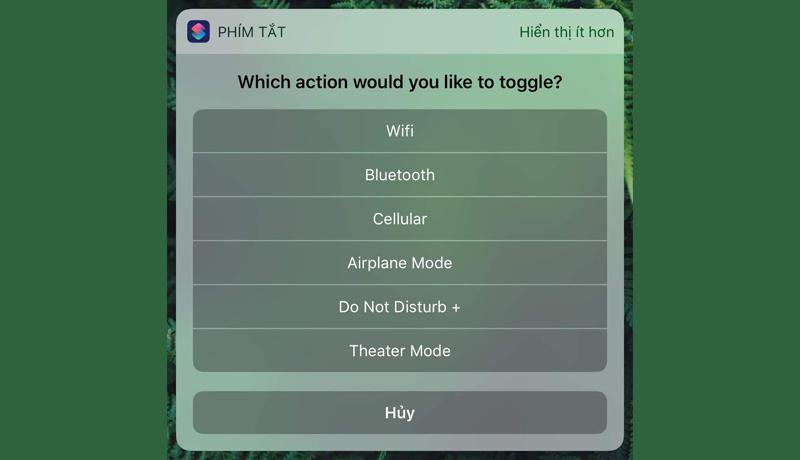 PHÍM TẮT
Hiển thị ít hơn
Which action would you like to toggle?
Wifi
Bluetooth
Cellular
Airplane Mode
Do Not Disturb +
Theater Mode
Hủy